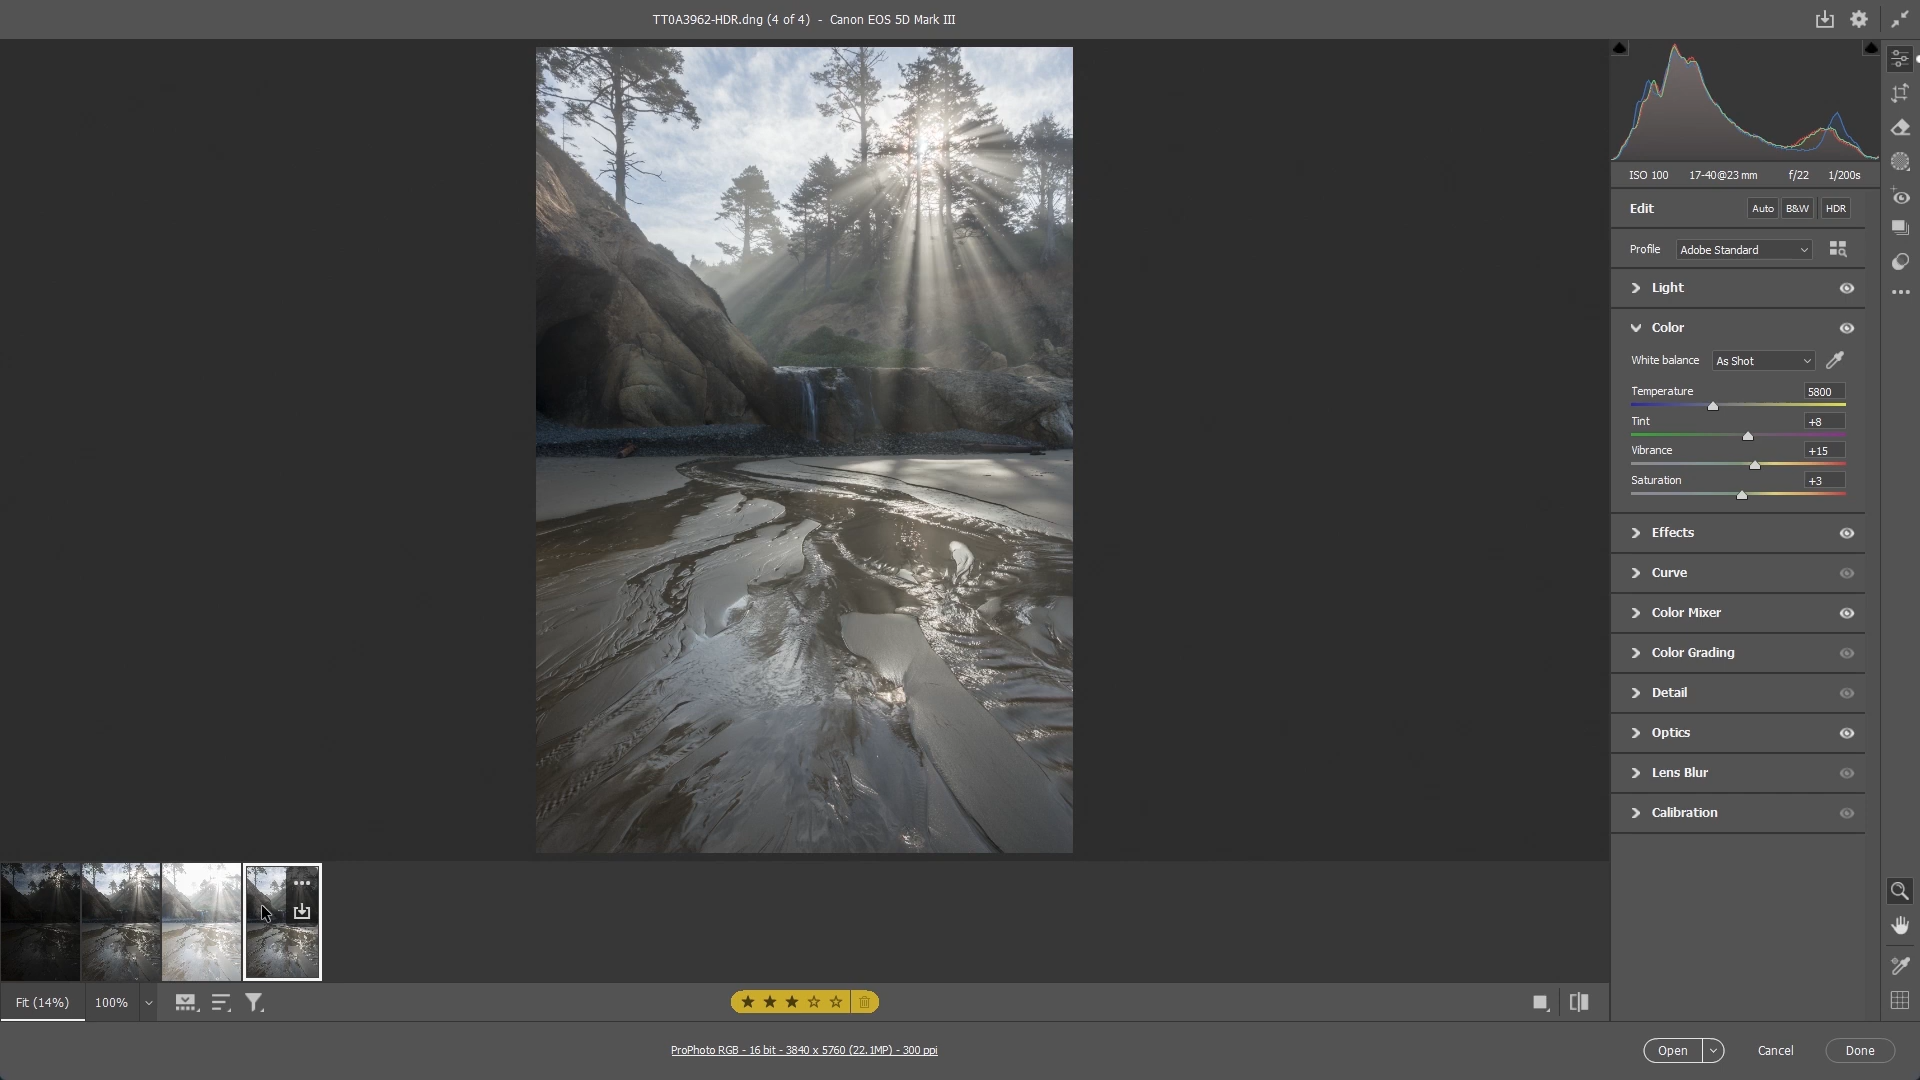 TT0A3962-HDR.dng (4 of 4) - Canon EOS 5D Mark III
ISO 100 17-40@23 mm f/22 1/200s
Edit Auto B&W HDR
Profile Adobe Standard
Light
Color
White balance As Shot
Temperature 5800
Tint +8
Vibrance +15
Saturation +3
Effects
Curve
Color Mixer
Color Grading
Detail
Optics
Lens Blur
Calibration
Fit (14%) 100%
ProPhoto RGB - 16 bit - 3840 x 5760 (22.1MP) - 300 ppi
Open Cancel Done